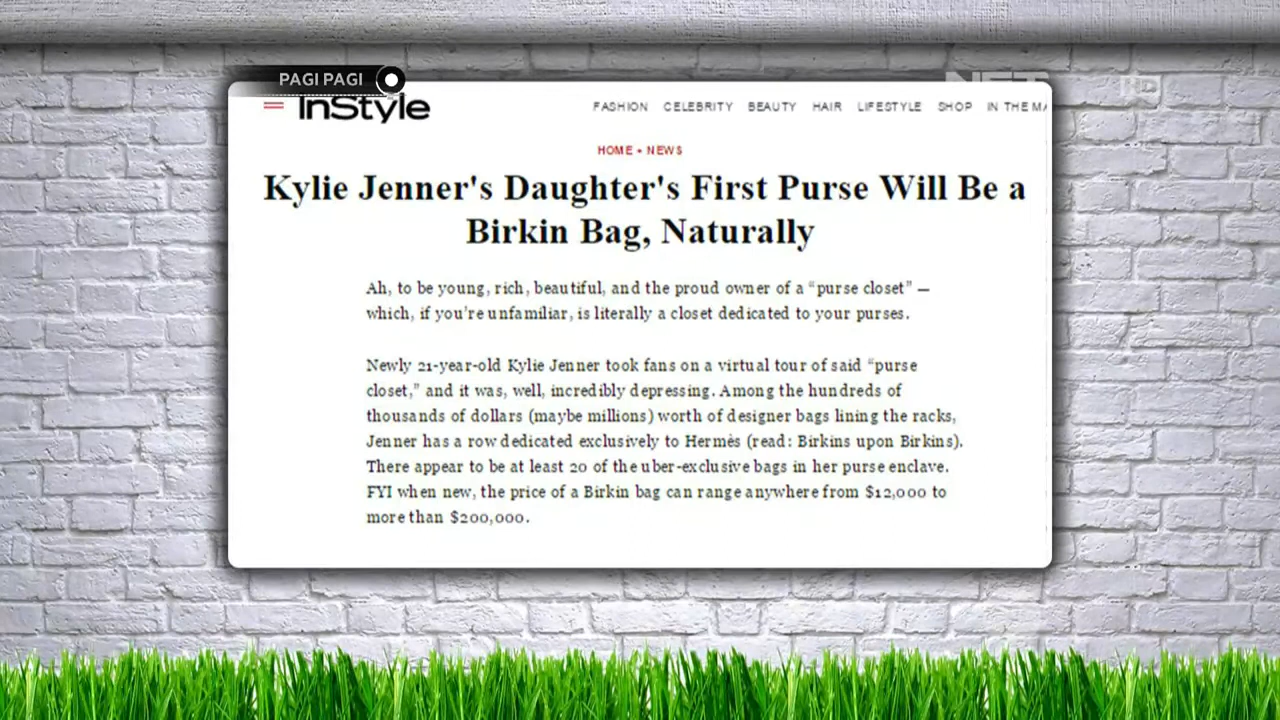 PAGI PAGI
NET
HD
InStyle
FASHION CELEBRITY BEAUTY HAIR LIFESTYLE SHOP IN THE MA
HOME • NEWS
Kylie Jenner's Daughter's First Purse Will Be a
Birkin Bag, Naturally
Ah, to be young, rich, beautiful, and the proud owner of a “purse closet” —
which, if you’re unfamiliar, is literally a closet dedicated to your purses.
Newly 21-year-old Kylie Jenner took fans on a virtual tour of said “purse
closet,” and it was, well, incredibly depressing. Among the hundreds of
thousands of dollars (maybe millions) worth of designer bags lining the racks,
Jenner has a row dedicated exclusively to Hermès (read: Birkins upon Birkins).
There appear to be at least 20 of the uber-exclusive bags in her purse enclave.
FYI when new, the price of a Birkin bag can range anywhere from $12,000 to
more than $200,000.